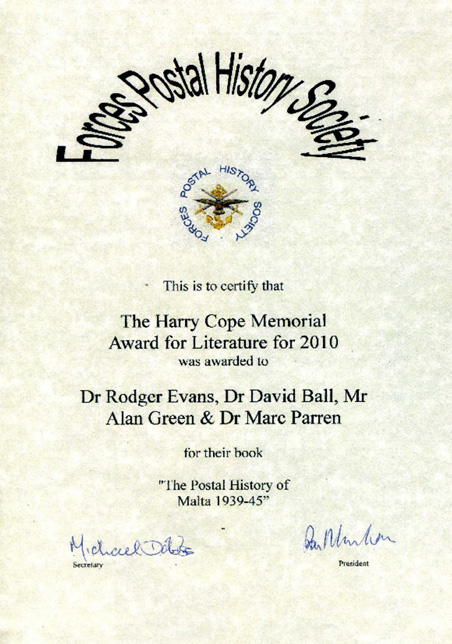 Forces Postal History Society
FORCES POSTAL HISTORY SOCIETY
This is to certify that
The Harry Cope Memorial
Award for Literature for 2010
was awarded to
Dr Rodger Evans, Dr David Ball, Mr
Alan Green & Dr Marc Parren
for their book
"The Postal History of
Malta 1939-45”
Michael
Secretary
President